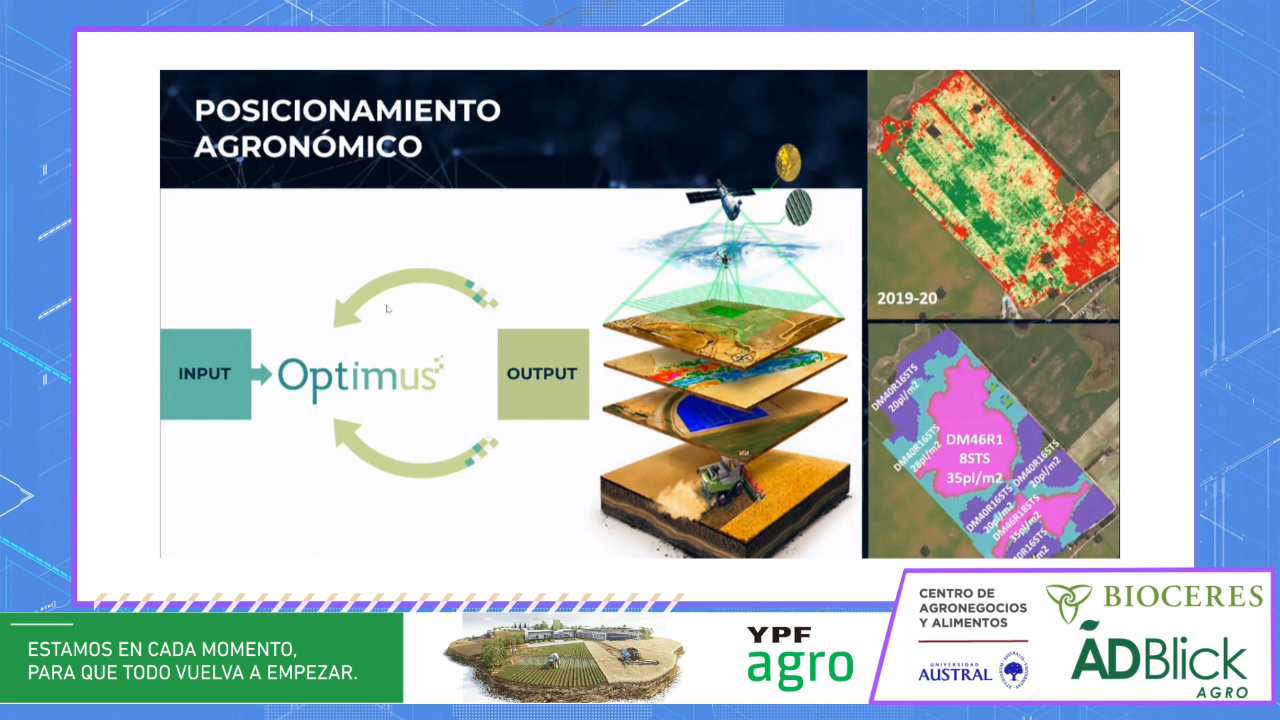 POSICIONAMIENTO
AGRONÓMICO
INPUT
Optimus
OUTPUT
2019-20
DM40R16STS
20pl/m2
DM40R16STS
28pl/m2
DM46R1
8STS
35pl/m2
DM40R16STS
20pl/m2
DM40R16STS
20pl/m2
DM46R18STS
35pl/m2
ESTAMOS EN CADA MOMENTO,
PARA QUE TODO VUELVA A EMPEZAR.
YPF
agro
CENTRO DE
AGRONEGOCIOS
Y ALIMENTOS
UNIVERSIDAD
AUSTRAL
BIOCERES
ADBlick
AGRO